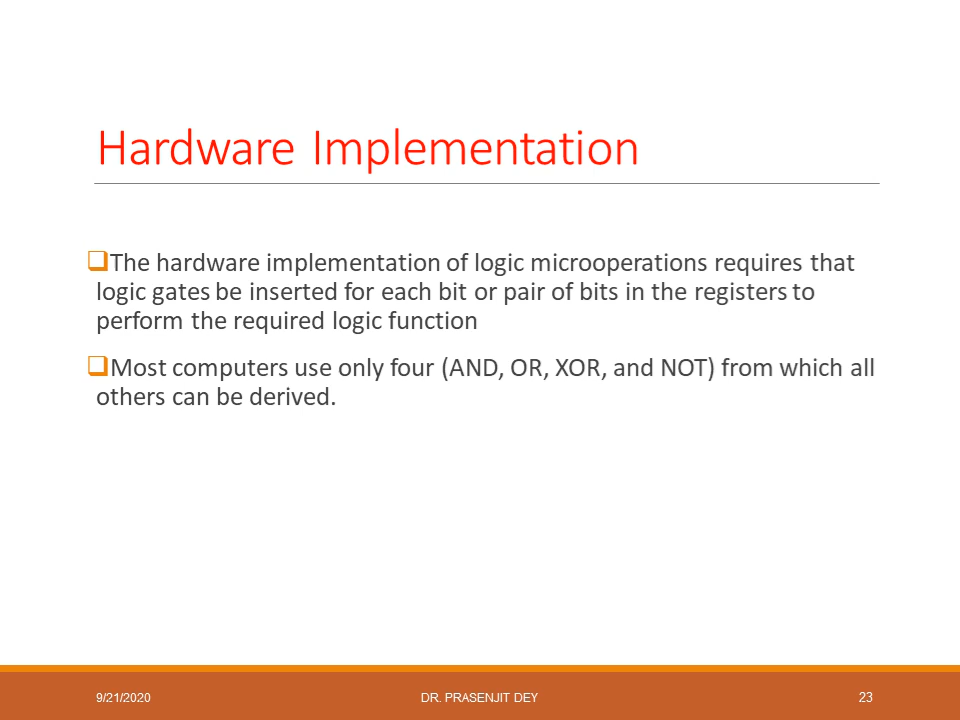 Hardware Implementation
The hardware implementation of logic microoperations requires that
logic gates be inserted for each bit or pair of bits in the registers to
perform the required logic function
Most computers use only four (AND, OR, XOR, and NOT) from which all
others can be derived.
9/21/2020
DR. PRASENJIT DEY
23